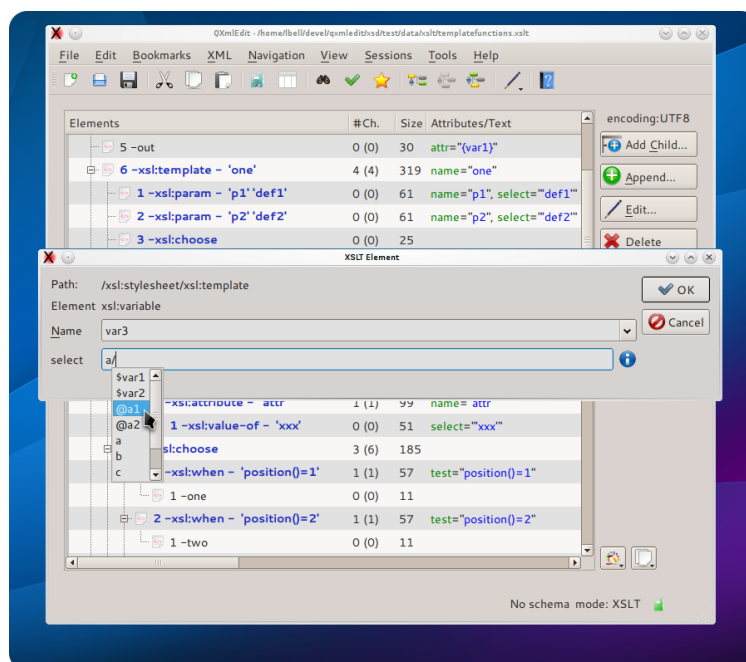 QXmlEdit - /home/lbell/devel/qxmledit/xsd/test/data/xslt/templatefunctions.xslt
File Edit Bookmarks XML Navigation View Sessions Tools Help
Elements #Ch. Size Attributes/Text encoding:UTF8
5 -out 0 (0) 30 attr="{var1}" Add Child...
6 -xsl:template - 'one' 4 (4) 319 name="one"
Append...
1 -xsl:param - 'p1' 'def1' 0 (0) 61 name="p1", select="'def1'"
2 -xsl:param - 'p2' 'def2' 0 (0) 61 name="p2", select="'def2'" Edit...
3 -xsl:choose 0 (0) 25 Delete
XSLT Element
Path: /xsl:stylesheet/xsl:template OK
Element xsl:variable
Name var3 Cancel
select a/
$var1
$var2
@a1
@a2
a
b
c
-xsl:attribute - 'attr' 1 (1) 99 name="attr"
1 -xsl:value-of - 'xxx' 0 (0) 51 select="'xxx'"
sl:choose 3 (6) 185
-xsl:when - 'position()=1' 1 (1) 57 test="position()=1"
1 -one 0 (0) 11
2 -xsl:when - 'position()=2' 1 (1) 57 test="position()=2"
1 -two 0 (0) 11
No schema mode: XSLT